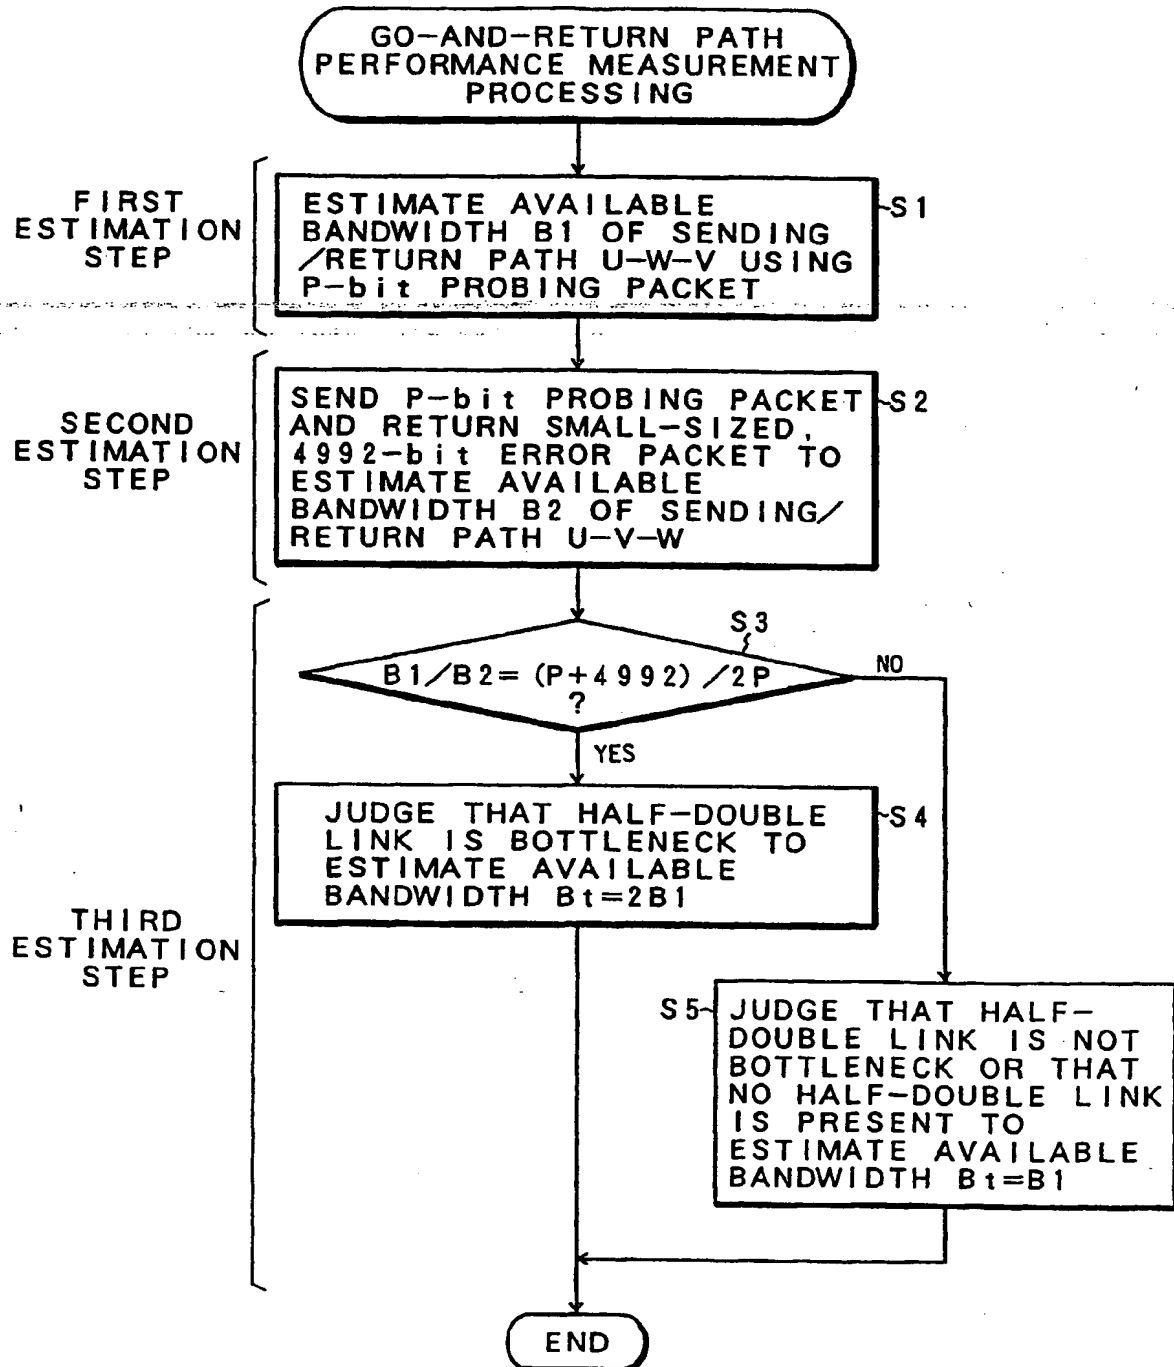 GO-AND-RETURN PATH
PERFORMANCE MEASUREMENT
PROCESSING
FIRST
ESTIMATION
STEP
ESTIMATE AVAILABLE
BANDWIDTH B1 OF SENDING
/RETURN PATH U-W-V USING
P-bit PROBING PACKET
S1
SECOND
ESTIMATION
STEP
SEND P-bit PROBING PACKET
AND RETURN SMALL-SIZED,
4992-bit ERROR PACKET TO
ESTIMATE AVAILABLE
BANDWIDTH B2 OF SENDING/
RETURN PATH U-V-W
S2
S3
B1/B2=(P+4992)/2P
?
NO
YES
THIRD
ESTIMATION
STEP
JUDGE THAT HALF-DOUBLE
LINK IS BOTTLENECK TO
ESTIMATE AVAILABLE
BANDWIDTH Bt=2B1
S4
S5
JUDGE THAT HALF-
DOUBLE LINK IS NOT
BOTTLENECK OR THAT
NO HALF-DOUBLE LINK
IS PRESENT TO
ESTIMATE AVAILABLE
BANDWIDTH Bt=B1
END